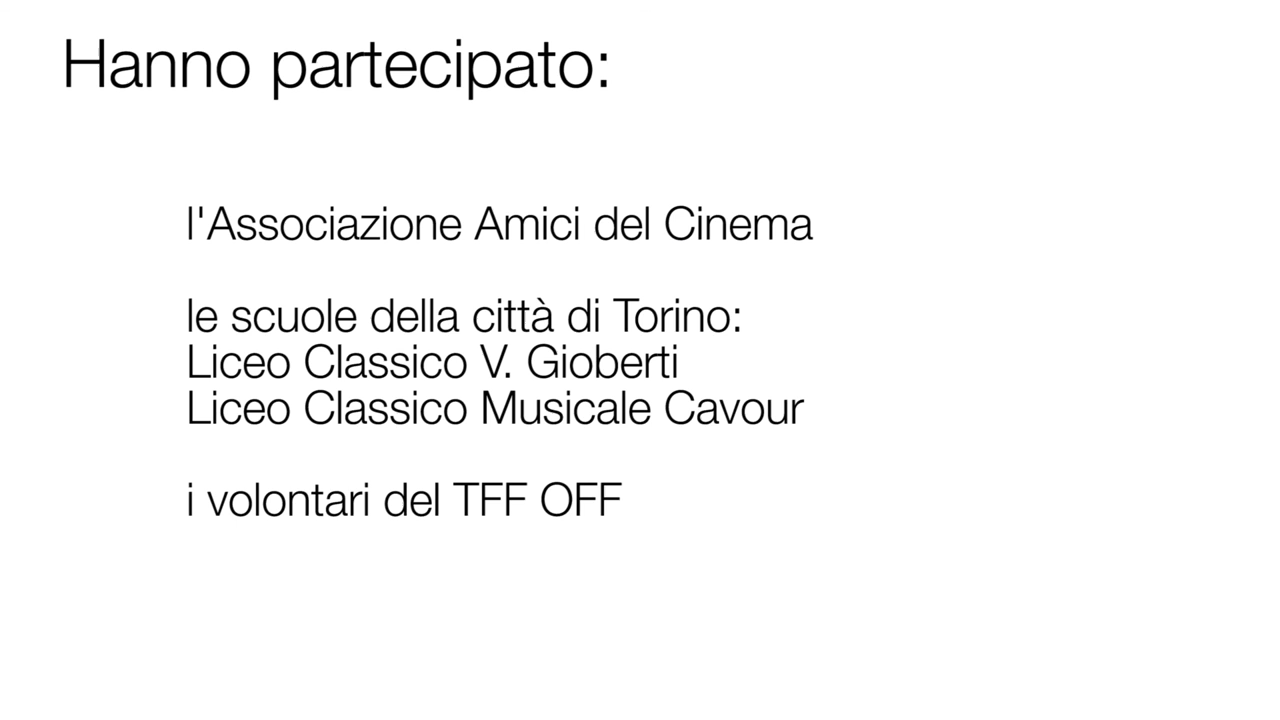 Hanno partecipato:
l'Associazione Amici del Cinema
le scuole della città di Torino:
Liceo Classico V. Gioberti
Liceo Classico Musicale Cavour
i volontari del TFF OFF